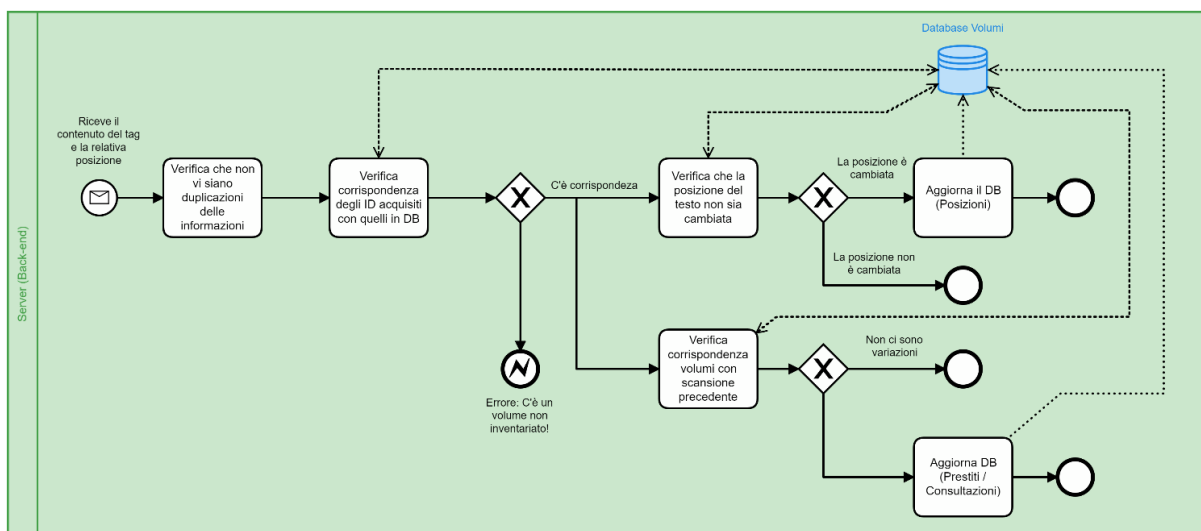 Server (Back-end)
Database Volumi
Riceve il
contenuto del tag
e la relativa
posizione
Verifica che non
vi siano
duplicazioni
delle
informazioni
Verifica
corrispondenza
degli ID acquisiti
con quelli in DB
C'è corrispondeza
Verifica che la
posizione del
testo non sia
cambiata
La posizione è
cambiata
Aggiorna il DB
(Posizioni)
La posizione non
è cambiata
Errore: C'è un
volume non
inventariato!
Verifica
corrispondenza
volumi con
scansione
precedente
Non ci sono
variazioni
Aggiorna DB
(Prestiti /
Consultazioni)